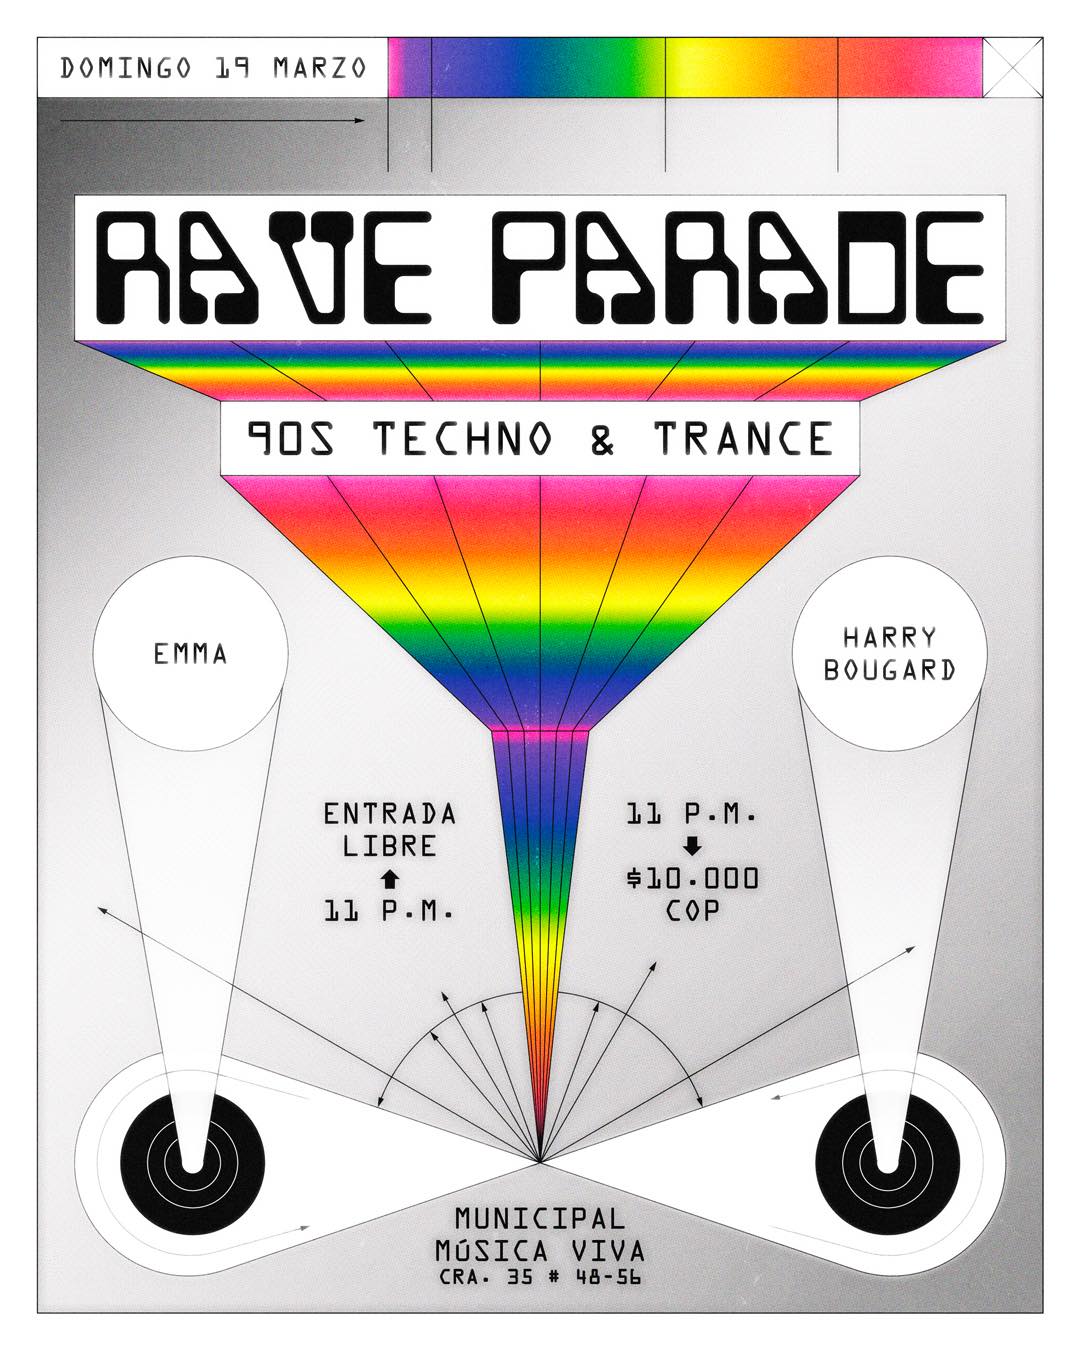 DOMINGO 19 MARZO
RAVE PARADE
90S TECHNO & TRANCE
EMMA
HARRY
BOUGARD
ENTRADA
LIBRE
11 P.M.
11 P.M.
$10.000
COP
MUNICIPAL
MÚSICA VIVA
CRA. 35 # 48-56